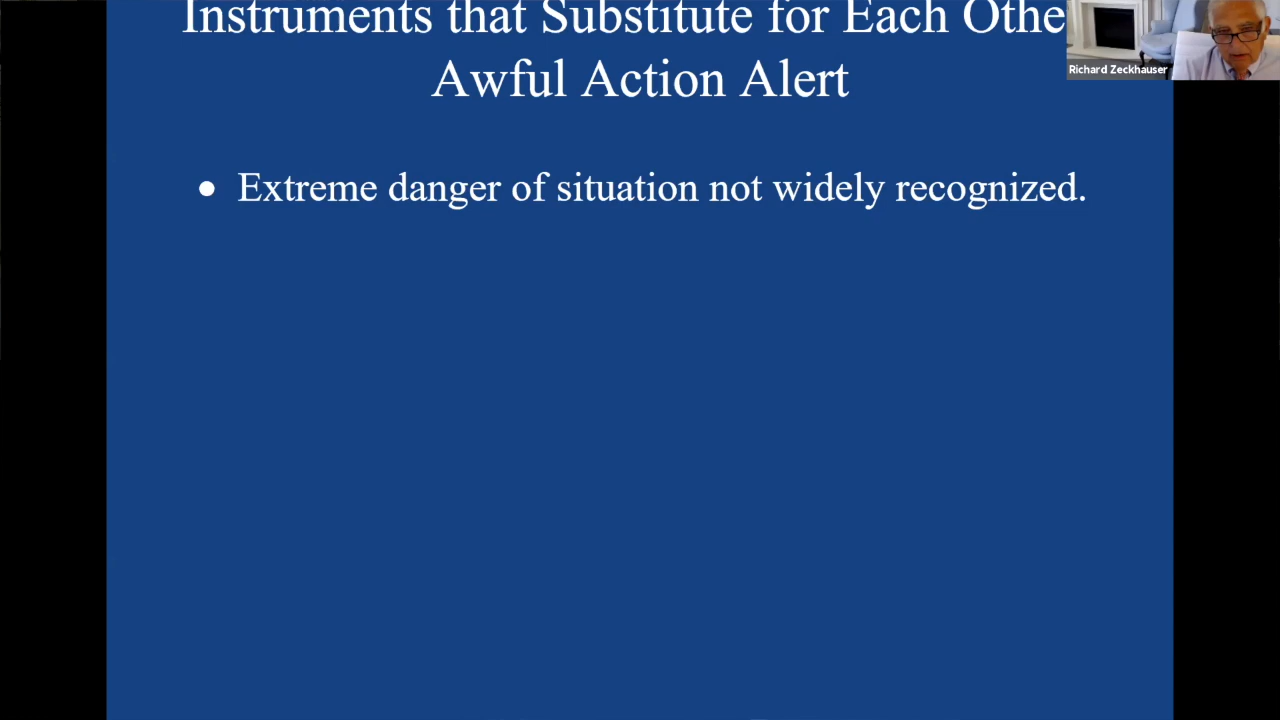 Instruments that Substitute for Each Othe
Awful Action Alert
Richard Zeckhauser
• Extreme danger of situation not widely recognized.